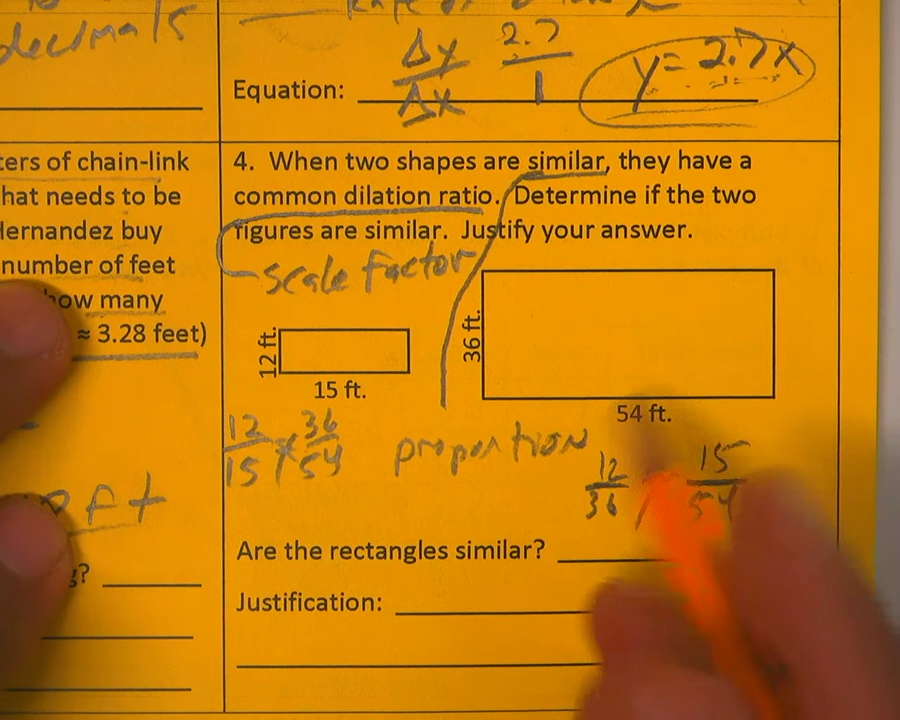 decimals
Δy 2.7
Equation: Δx 1 y=2.7x
ters of chain-link
hat needs to be
Hernandez buy
number of feet
how many
≈ 3.28 feet)
ft
?
4. When two shapes are similar, they have a
common dilation ratio. Determine if the two
figures are similar. Justify your answer.
scale factor
12 ft.
15 ft.
36 ft.
54 ft.
12 36
15 54
proportion
12 15
36 54
Are the rectangles similar?
Justification: